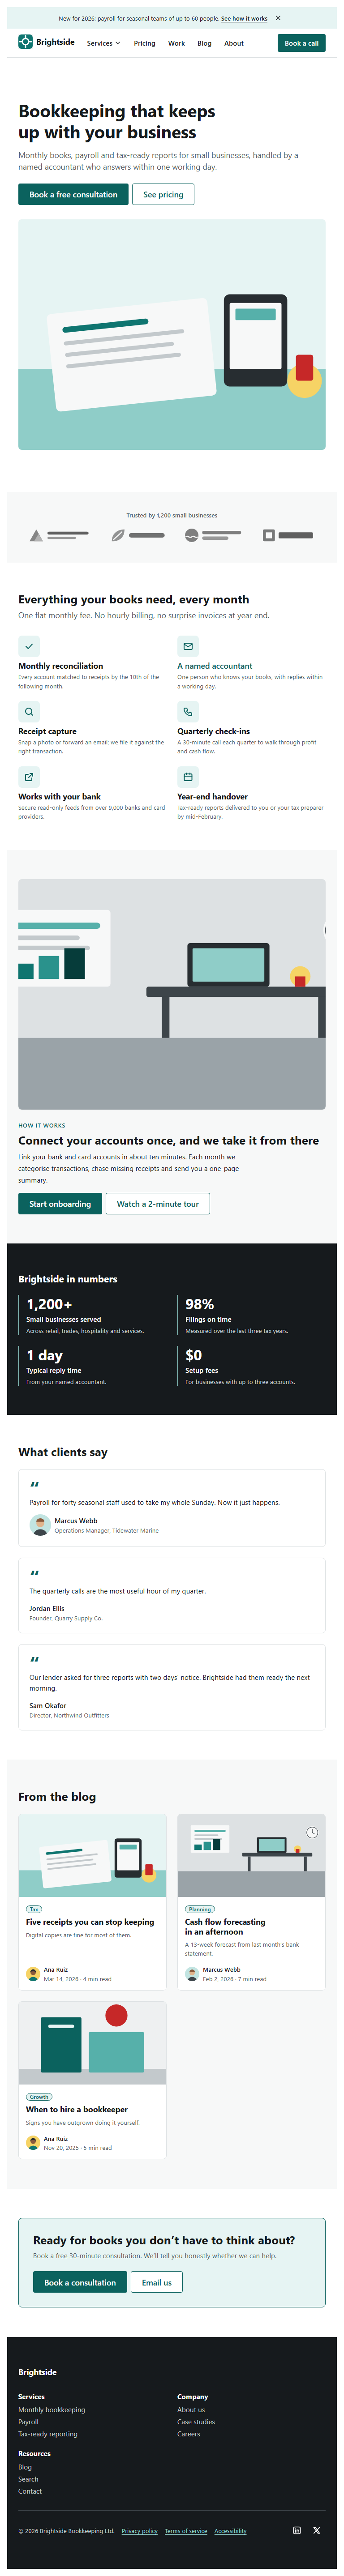 New for 2026: payroll for seasonal teams of up to 60 people. See how it works
Brightside
Services
Pricing
Work
Blog
About
Book a call
Bookkeeping that keeps
up with your business
Monthly books, payroll and tax-ready reports for small businesses, handled by a
named accountant who answers within one working day.
Book a free consultation
See pricing
Trusted by 1,200 small businesses
Everything your books need, every month
One flat monthly fee. No hourly billing, no surprise invoices at year end.
Monthly reconciliation
Every account matched to receipts by the 10th of the
following month.
A named accountant
One person who knows your books, with replies within
a working day.
Receipt capture
Snap a photo or forward an email; we file it against the
right transaction.
Quarterly check-ins
A 30-minute call each quarter to walk through profit
and cash flow.
Works with your bank
Secure read-only feeds from over 9,000 banks and card
providers.
Year-end handover
Tax-ready reports delivered to you or your tax preparer
by mid-February.
HOW IT WORKS
Connect your accounts once, and we take it from there
Link your bank and card accounts in about ten minutes. Each month we
categorise transactions, chase missing receipts and send you a one-page
summary.
Start onboarding
Watch a 2-minute tour
Brightside in numbers
1,200+
Small businesses served
Across retail, trades, hospitality and services.
98%
Filings on time
Measured over the last three tax years.
1 day
Typical reply time
From your named accountant.
$0
Setup fees
For businesses with up to three accounts.
What clients say
“
Payroll for forty seasonal staff used to take my whole Sunday. Now it just happens.
Marcus Webb
Operations Manager, Tidewater Marine
“
The quarterly calls are the most useful hour of my quarter.
Jordan Ellis
Founder, Quarry Supply Co.
“
Our lender asked for three reports with two days’ notice. Brightside had them ready the next
morning.
Sam Okafor
Director, Northwind Outfitters
From the blog
Tax
Five receipts you can stop keeping
Digital copies are fine for most of them.
Ana Ruiz
Mar 14, 2026 · 4 min read
Planning
Cash flow forecasting
in an afternoon
A 13-week forecast from last month’s bank
statement.
Marcus Webb
Feb 2, 2026 · 7 min read
Growth
When to hire a bookkeeper
Signs you have outgrown doing it yourself.
Ana Ruiz
Nov 20, 2025 · 5 min read
Ready for books you don’t have to think about?
Book a free 30-minute consultation. We’ll tell you honestly whether we can help.
Book a consultation
Email us
Brightside
Services
Monthly bookkeeping
Payroll
Tax-ready reporting
Company
About us
Case studies
Careers
Resources
Blog
Search
Contact
© 2026 Brightside Bookkeeping Ltd.
Privacy policy
Terms of service
Accessibility